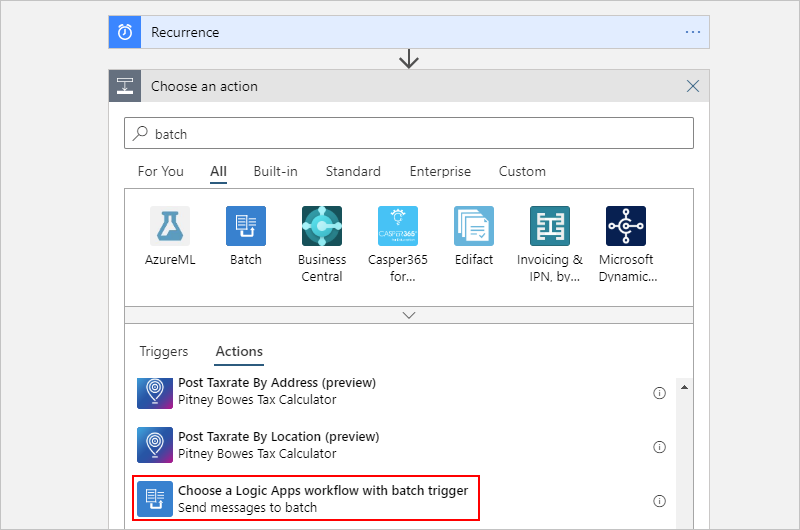 Recurrence
Choose an action
batch
For You All Built-in Standard Enterprise Custom
AzureML Batch Business Central Casper365 for... Edifact Invoicing & IPN, by... Microsoft Dynamic...
CASPER365
Triggers Actions
Post Taxrate By Address (preview)
Pitney Bowes Tax Calculator
Post Taxrate By Location (preview)
Pitney Bowes Tax Calculator
Choose a Logic Apps workflow with batch trigger
Send messages to batch